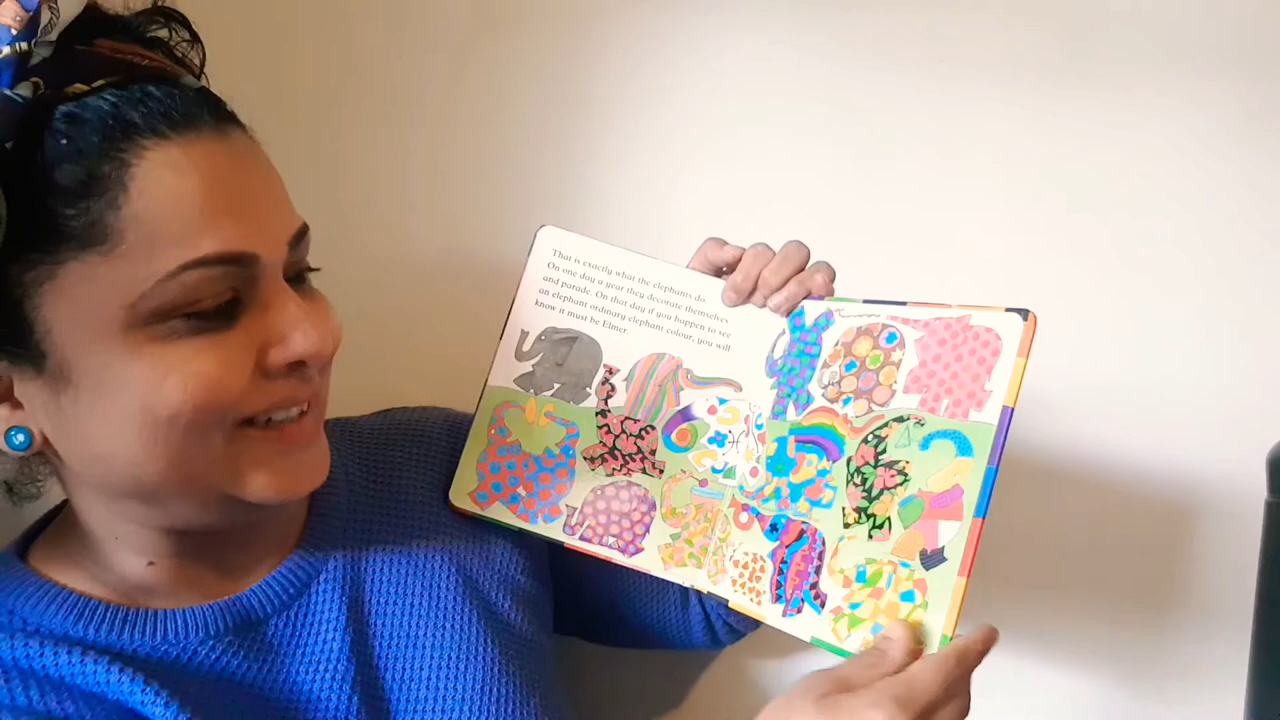 That is exactly what the elephants do.
On one day a year they decorate themselves
and parade. On that day if you happen to see
an elephant ordinary elephant colour, you will
know it must be Elmer.